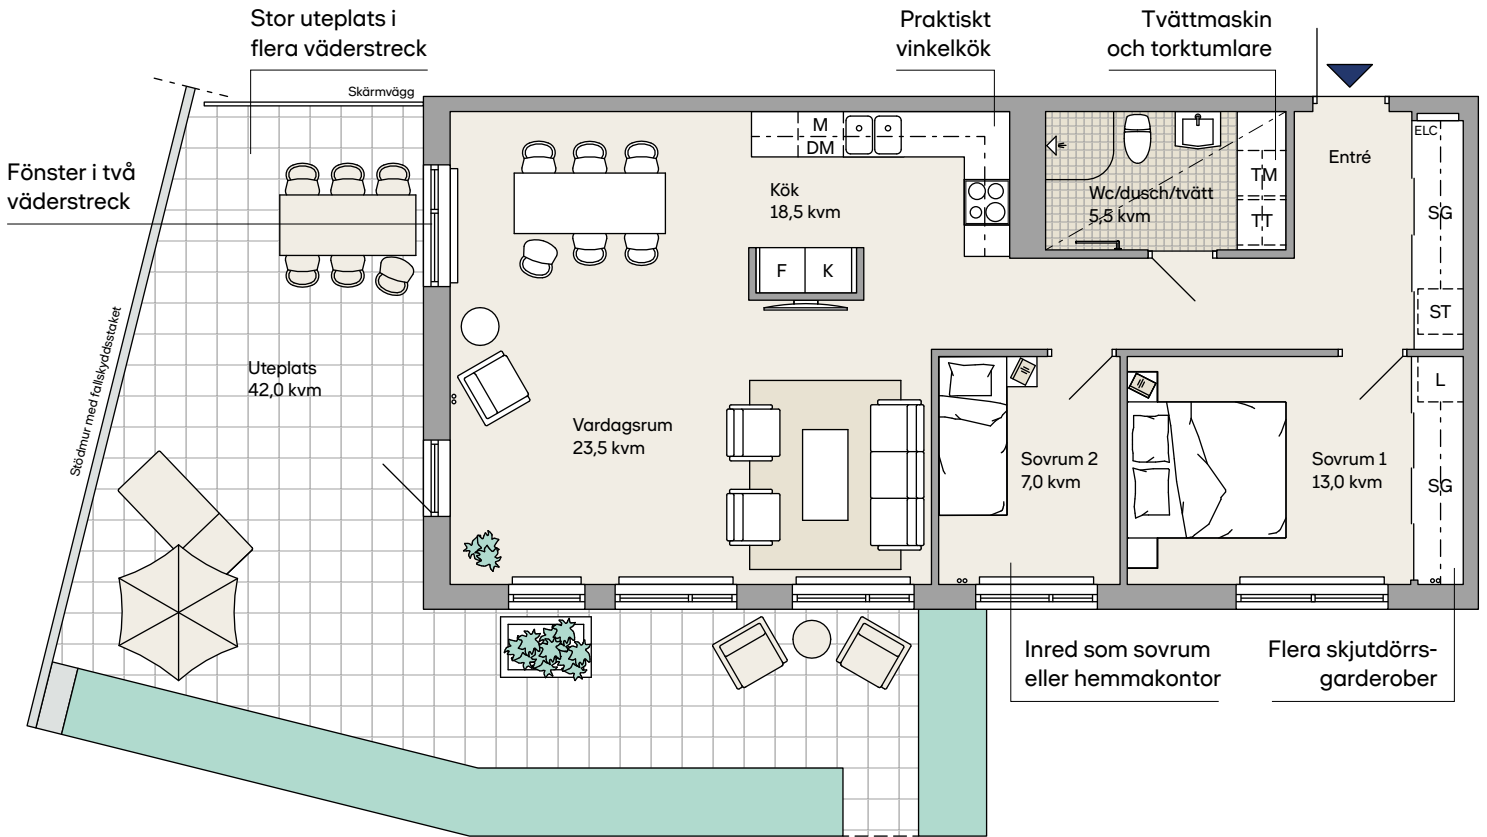 Stor uteplats i
flera väderstreck
Praktiskt
vinkelkök
Tvättmaskin
och torktumlare
Skärmvägg
Fönster i två
väderstreck
M
DM
Kök
18,5 kvm
F
K
Wc/dusch/tvätt
5,5 kvm
TM
TT
Entré
ELC
SG
ST
L
SG
Uteplats
42,0 kvm
Stödmur med fallskyddsstaket
Vardagsrum
23,5 kvm
Sovrum 2
7,0 kvm
Sovrum 1
13,0 kvm
Inred som sovrum
eller hemmakontor
Flera skjutdörrs-
garderober